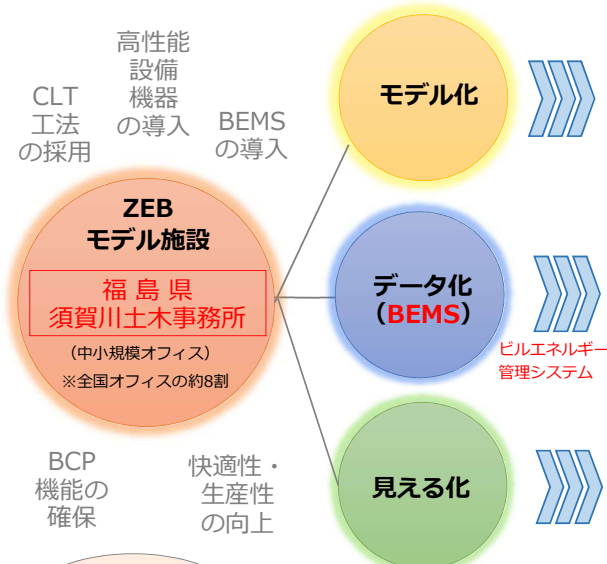 高性能
設備
機器
の導入
CLT
工法
の採用
BEMS
の導入
ZEB
モデル施設
福島県
須賀川土木事務所
（中小規模オフィス）
※全国オフィスの約8割
BCP
機能の
確保
快適性・
生産性
の向上
モデル化
データ化
（BEMS）
ビルエネルギー
管理システム
見える化